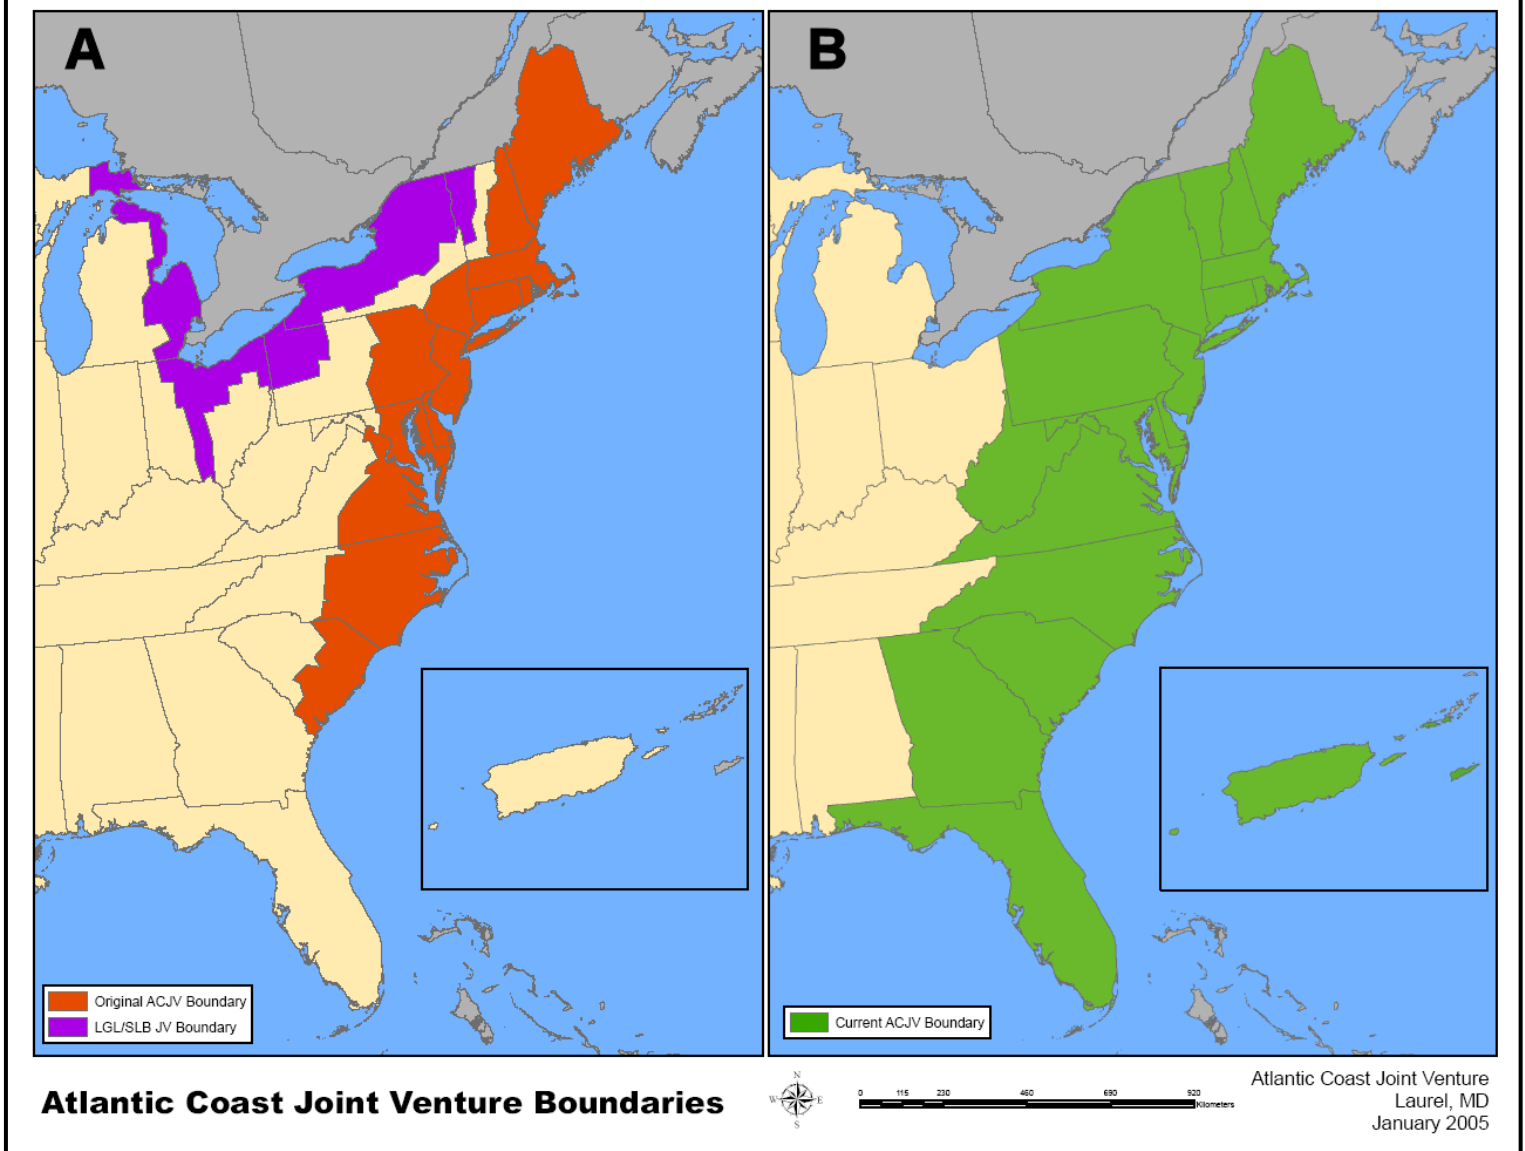 A
B
Original ACJV Boundary
LGL/SLB JV Boundary
Current ACJV Boundary
Atlantic Coast Joint Venture Boundaries
N
W E
S
0 115 230 460 690 920
Kilometers
Atlantic Coast Joint Venture
Laurel, MD
January 2005